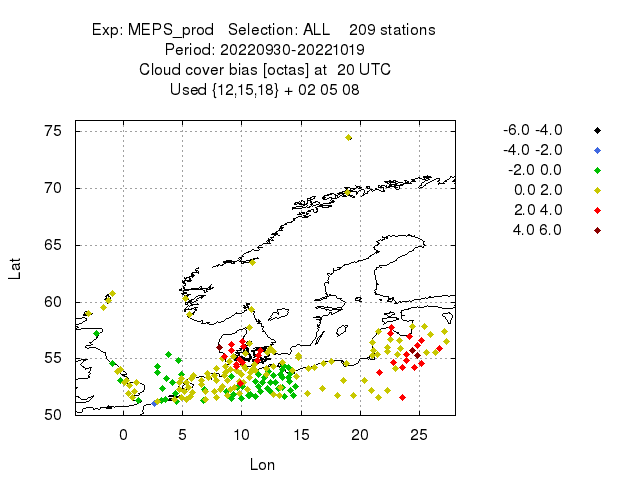 Exp: MEPS_prod   Selection: ALL    209 stations
Period: 20220930-20221019
Cloud cover bias [octas] at  20 UTC
Used {12,15,18} + 02 05 08
-6.0 -4.0
-4.0 -2.0
-2.0 0.0
0.0 2.0
2.0 4.0
4.0 6.0
75
70
65
60
55
50
Lat
0 5 10 15 20 25
Lon